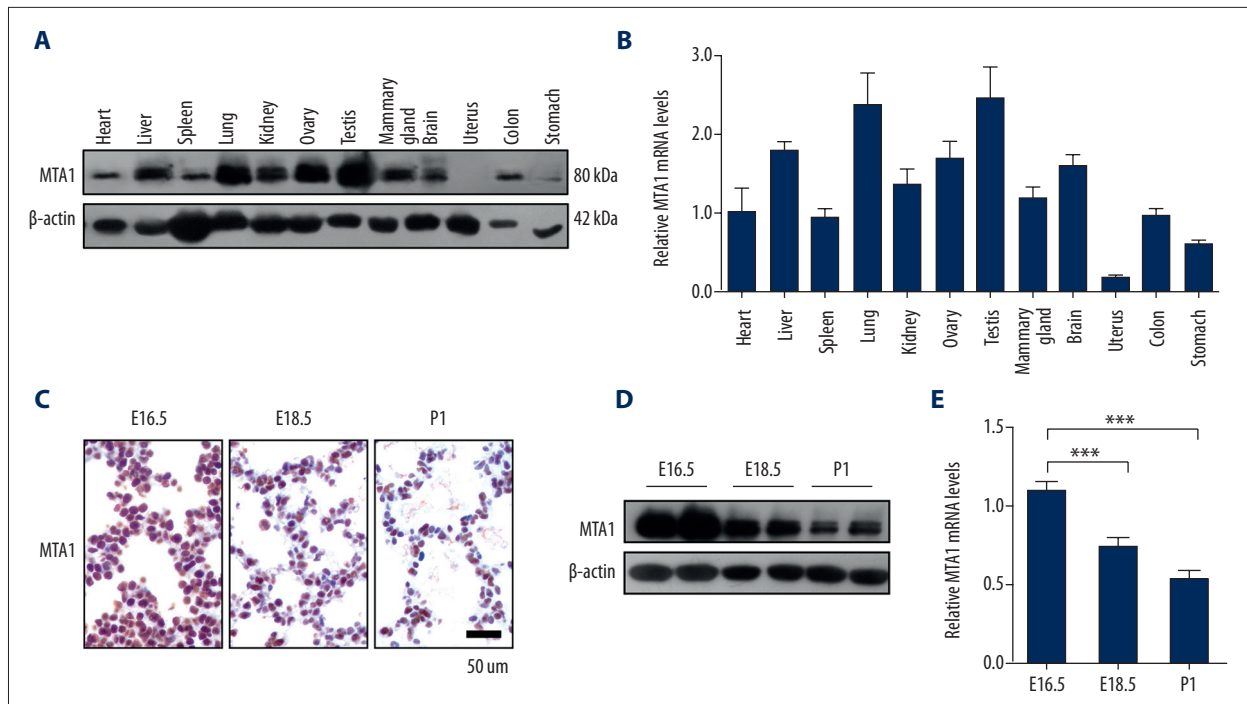 A
Heart
Liver
Spleen
Lung
Kidney
Ovary
Testis
Mammary
gland
Brain
Uterus
Colon
Stomach
MTA1
80 kDa
β-actin
42 kDa
B
Relative MTA1 mRNA levels
3.0
2.0
1.0
0.0
Heart
Liver
Spleen
Lung
Kidney
Ovary
Testis
Mammary
gland
Brain
Uterus
Colon
Stomach
C
E16.5
E18.5
P1
MTA1
50 um
D
E16.5
E18.5
P1
MTA1
β-actin
E
Relative MTA1 mRNA levels
1.5
1.0
0.5
0.0
***
***
E16.5
E18.5
P1